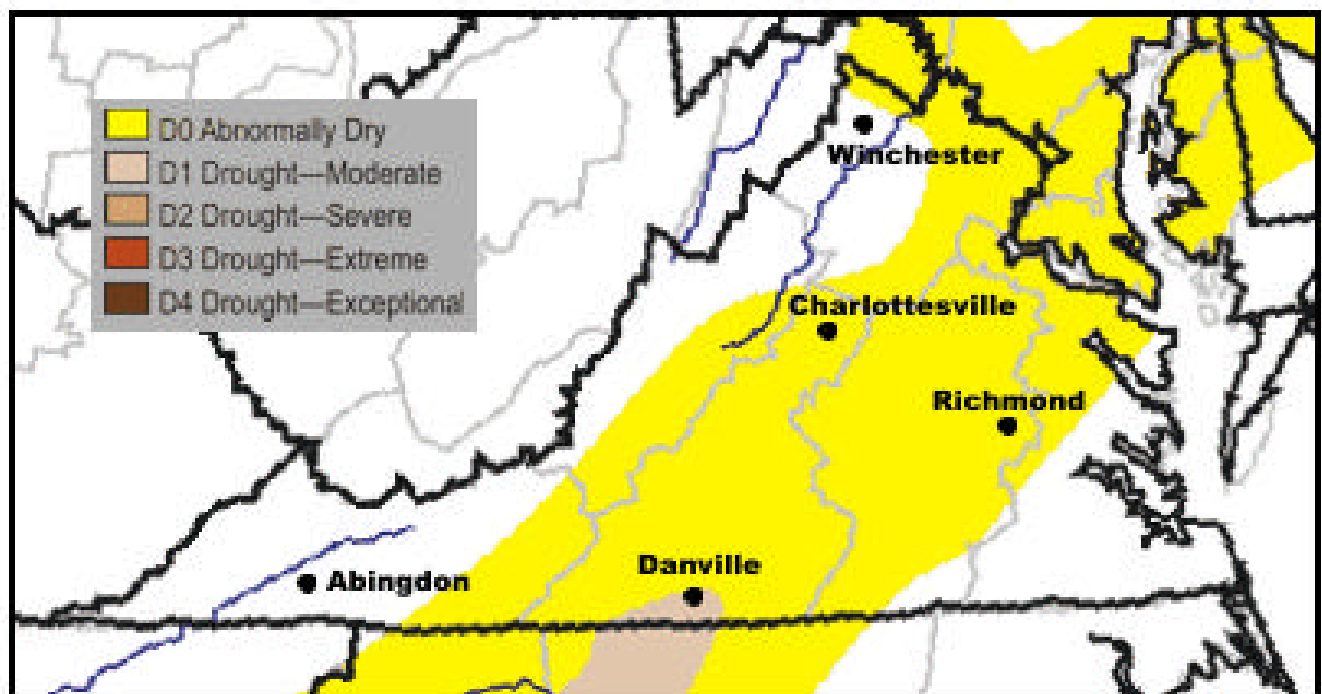 D0 Abnormally Dry
D1 Drought—Moderate
D2 Drought—Severe
D3 Drought—Extreme
D4 Drought—Exceptional
Winchester
Charlottesville
Richmond
Danville
Abingdon